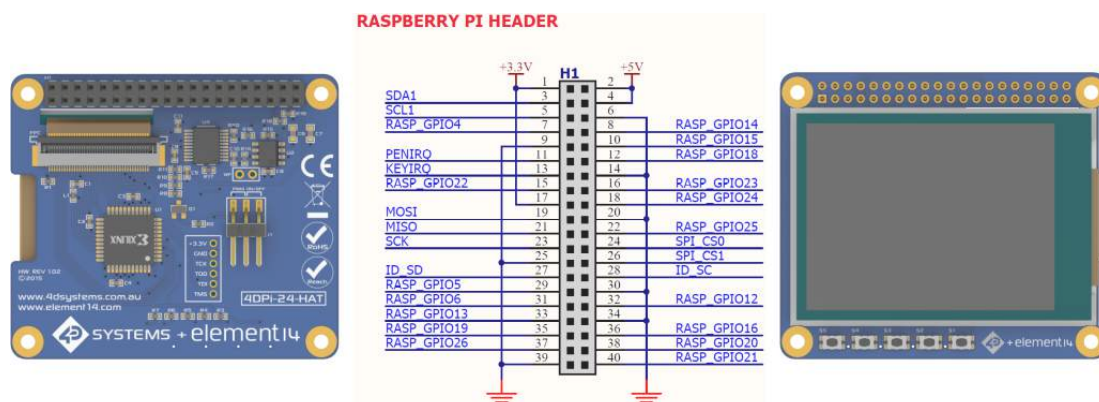 RASPBERRY PI HEADER
+3.3V H1 +5V
1 2
SDA1 3 4
SCL1 5 6
RASP_GPIO4 7 8 RASP_GPIO14
9 10 RASP_GPIO15
PENIRQ 11 12 RASP_GPIO18
KEYIRQ 13 14
RASP_GPIO22 15 16 RASP_GPIO23
17 18 RASP_GPIO24
MOSI 19 20
MISO 21 22 RASP_GPIO25
SCK 23 24 SPI_CS0
25 26 SPI_CS1
ID_SD 27 28 ID_SC
RASP_GPIO5 29 30
RASP_GPIO6 31 32 RASP_GPIO12
RASP_GPIO13 33 34
RASP_GPIO19 35 36 RASP_GPIO16
RASP_GPIO26 37 38 RASP_GPIO20
39 40 RASP_GPIO21
CE
XILINX
+3.3V
GND
TCK
TDO
TDI
TMS
RoHS
Reach
HW REV 1.02
©2015
www.4dsystems.com.au
www.element14.com
4DPi-24-HAT
4D SYSTEMS + element14
4D + element14